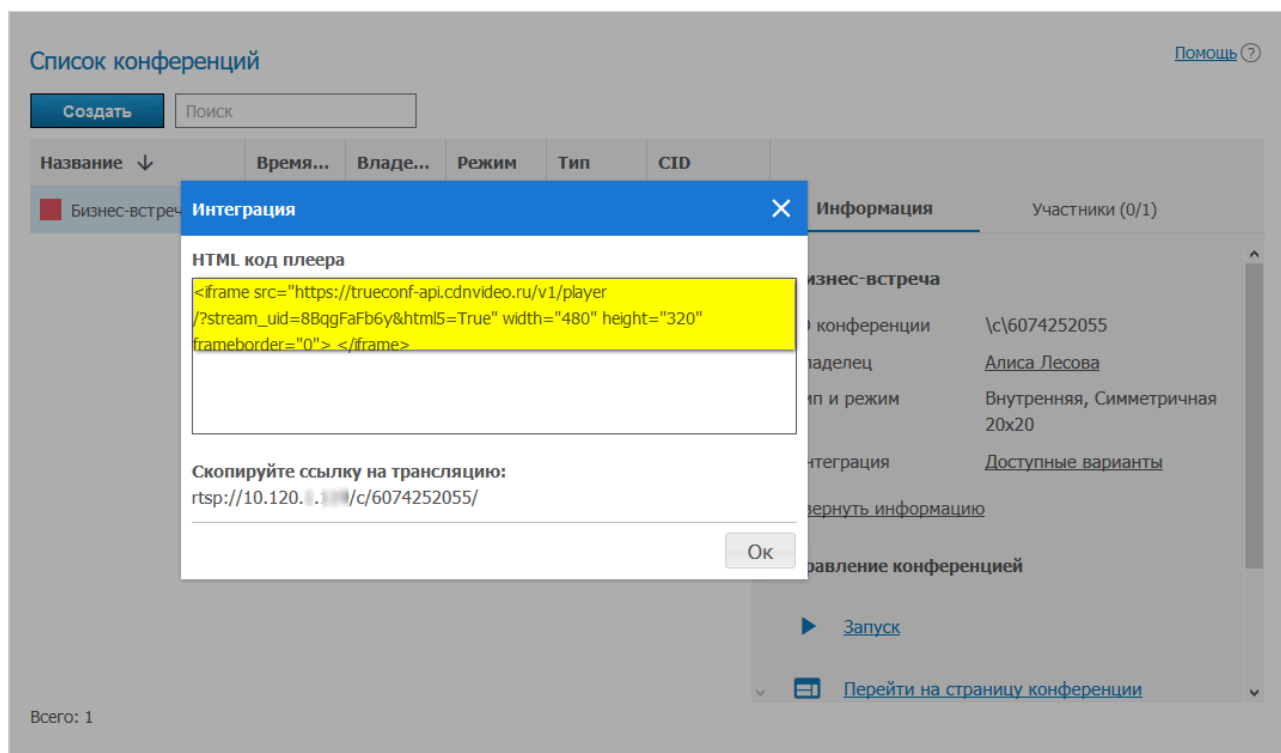 Список конференций
Помощь ?
Создать
Поиск
Название Время... Владе... Режим Тип CID
Бизнес-встреч
Интеграция
Информация
Участники (0/1)
HTML код плеера
<iframe src="https://trueconf-api.cdnvideo.ru/v1/player
/?stream_uid=8BqgFaFb6y&html5=True" width="480" height="320"
frameborder="0"> </iframe>
изнес-встреча
конференции \c\6074252055
ладелец Алиса Лесова
ип и режим Внутренняя, Симметричная
20x20
нтеграция Доступные варианты
вернуть информацию
Скопируйте ссылку на трансляцию:
rtsp://10.120. . /c/6074252055/
Ок
равление конференцией
Запуск
Перейти на страницу конференции
Всего: 1